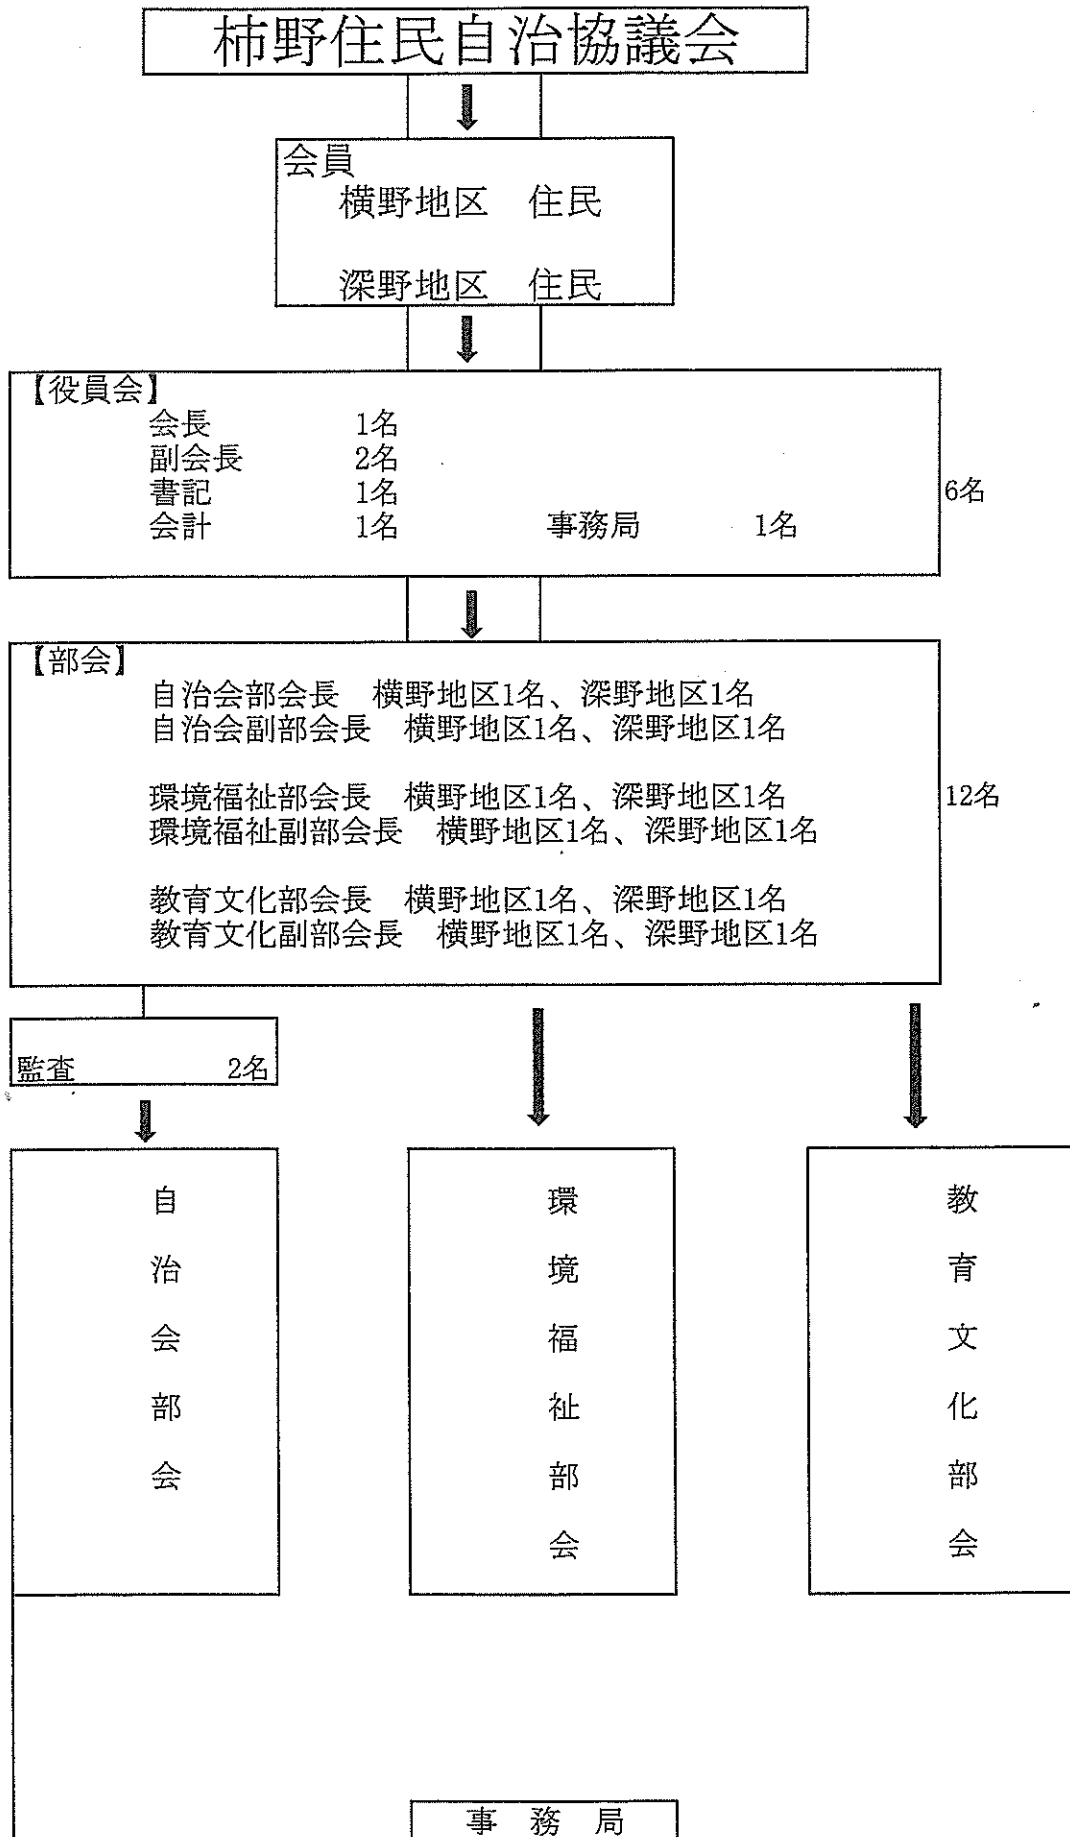 柿野住民自治協議会
会員
横野地区　住民
深野地区　住民
【役員会】
会長　1名
副会長　2名
書記　1名
会計　1名　事務局　1名
6名
【部会】
自治会部会長　横野地区1名、深野地区1名
自治会副部会長　横野地区1名、深野地区1名
環境福祉部会長　横野地区1名、深野地区1名
12名
環境福祉副部会長　横野地区1名、深野地区1名
教育文化部会長　横野地区1名、深野地区1名
教育文化副部会長　横野地区1名、深野地区1名
監査　2名
自治会部会
環境福祉部会
教育文化部会
事　務　局